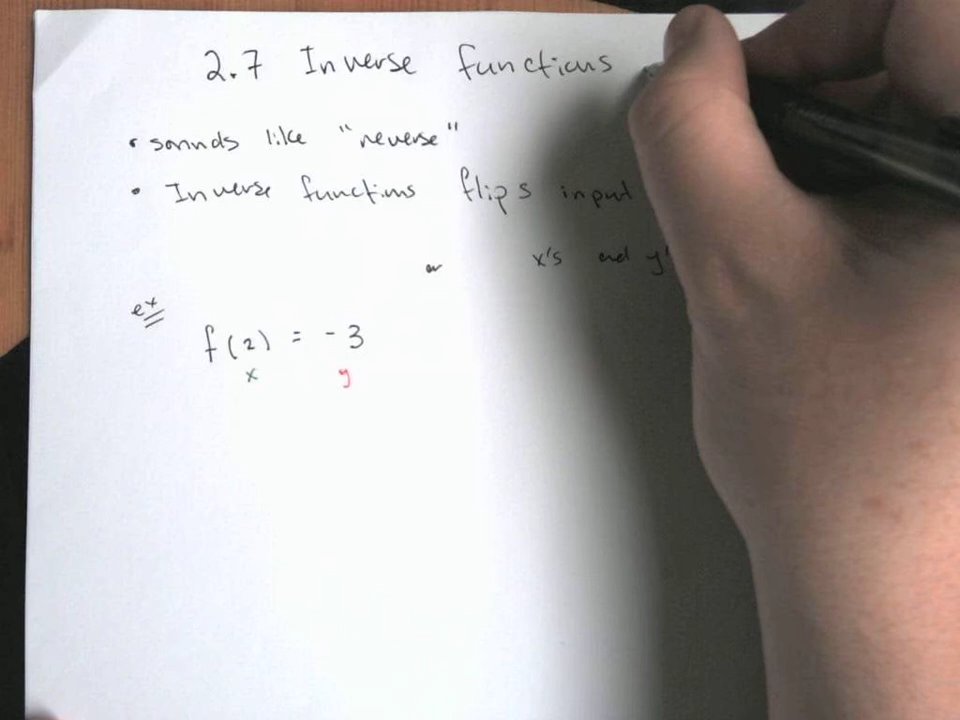 2.7 Inverse functions
• sounds like "reverse"
• Inverse functions flips input
or x's and y'
ex
f(2) = -3
x y